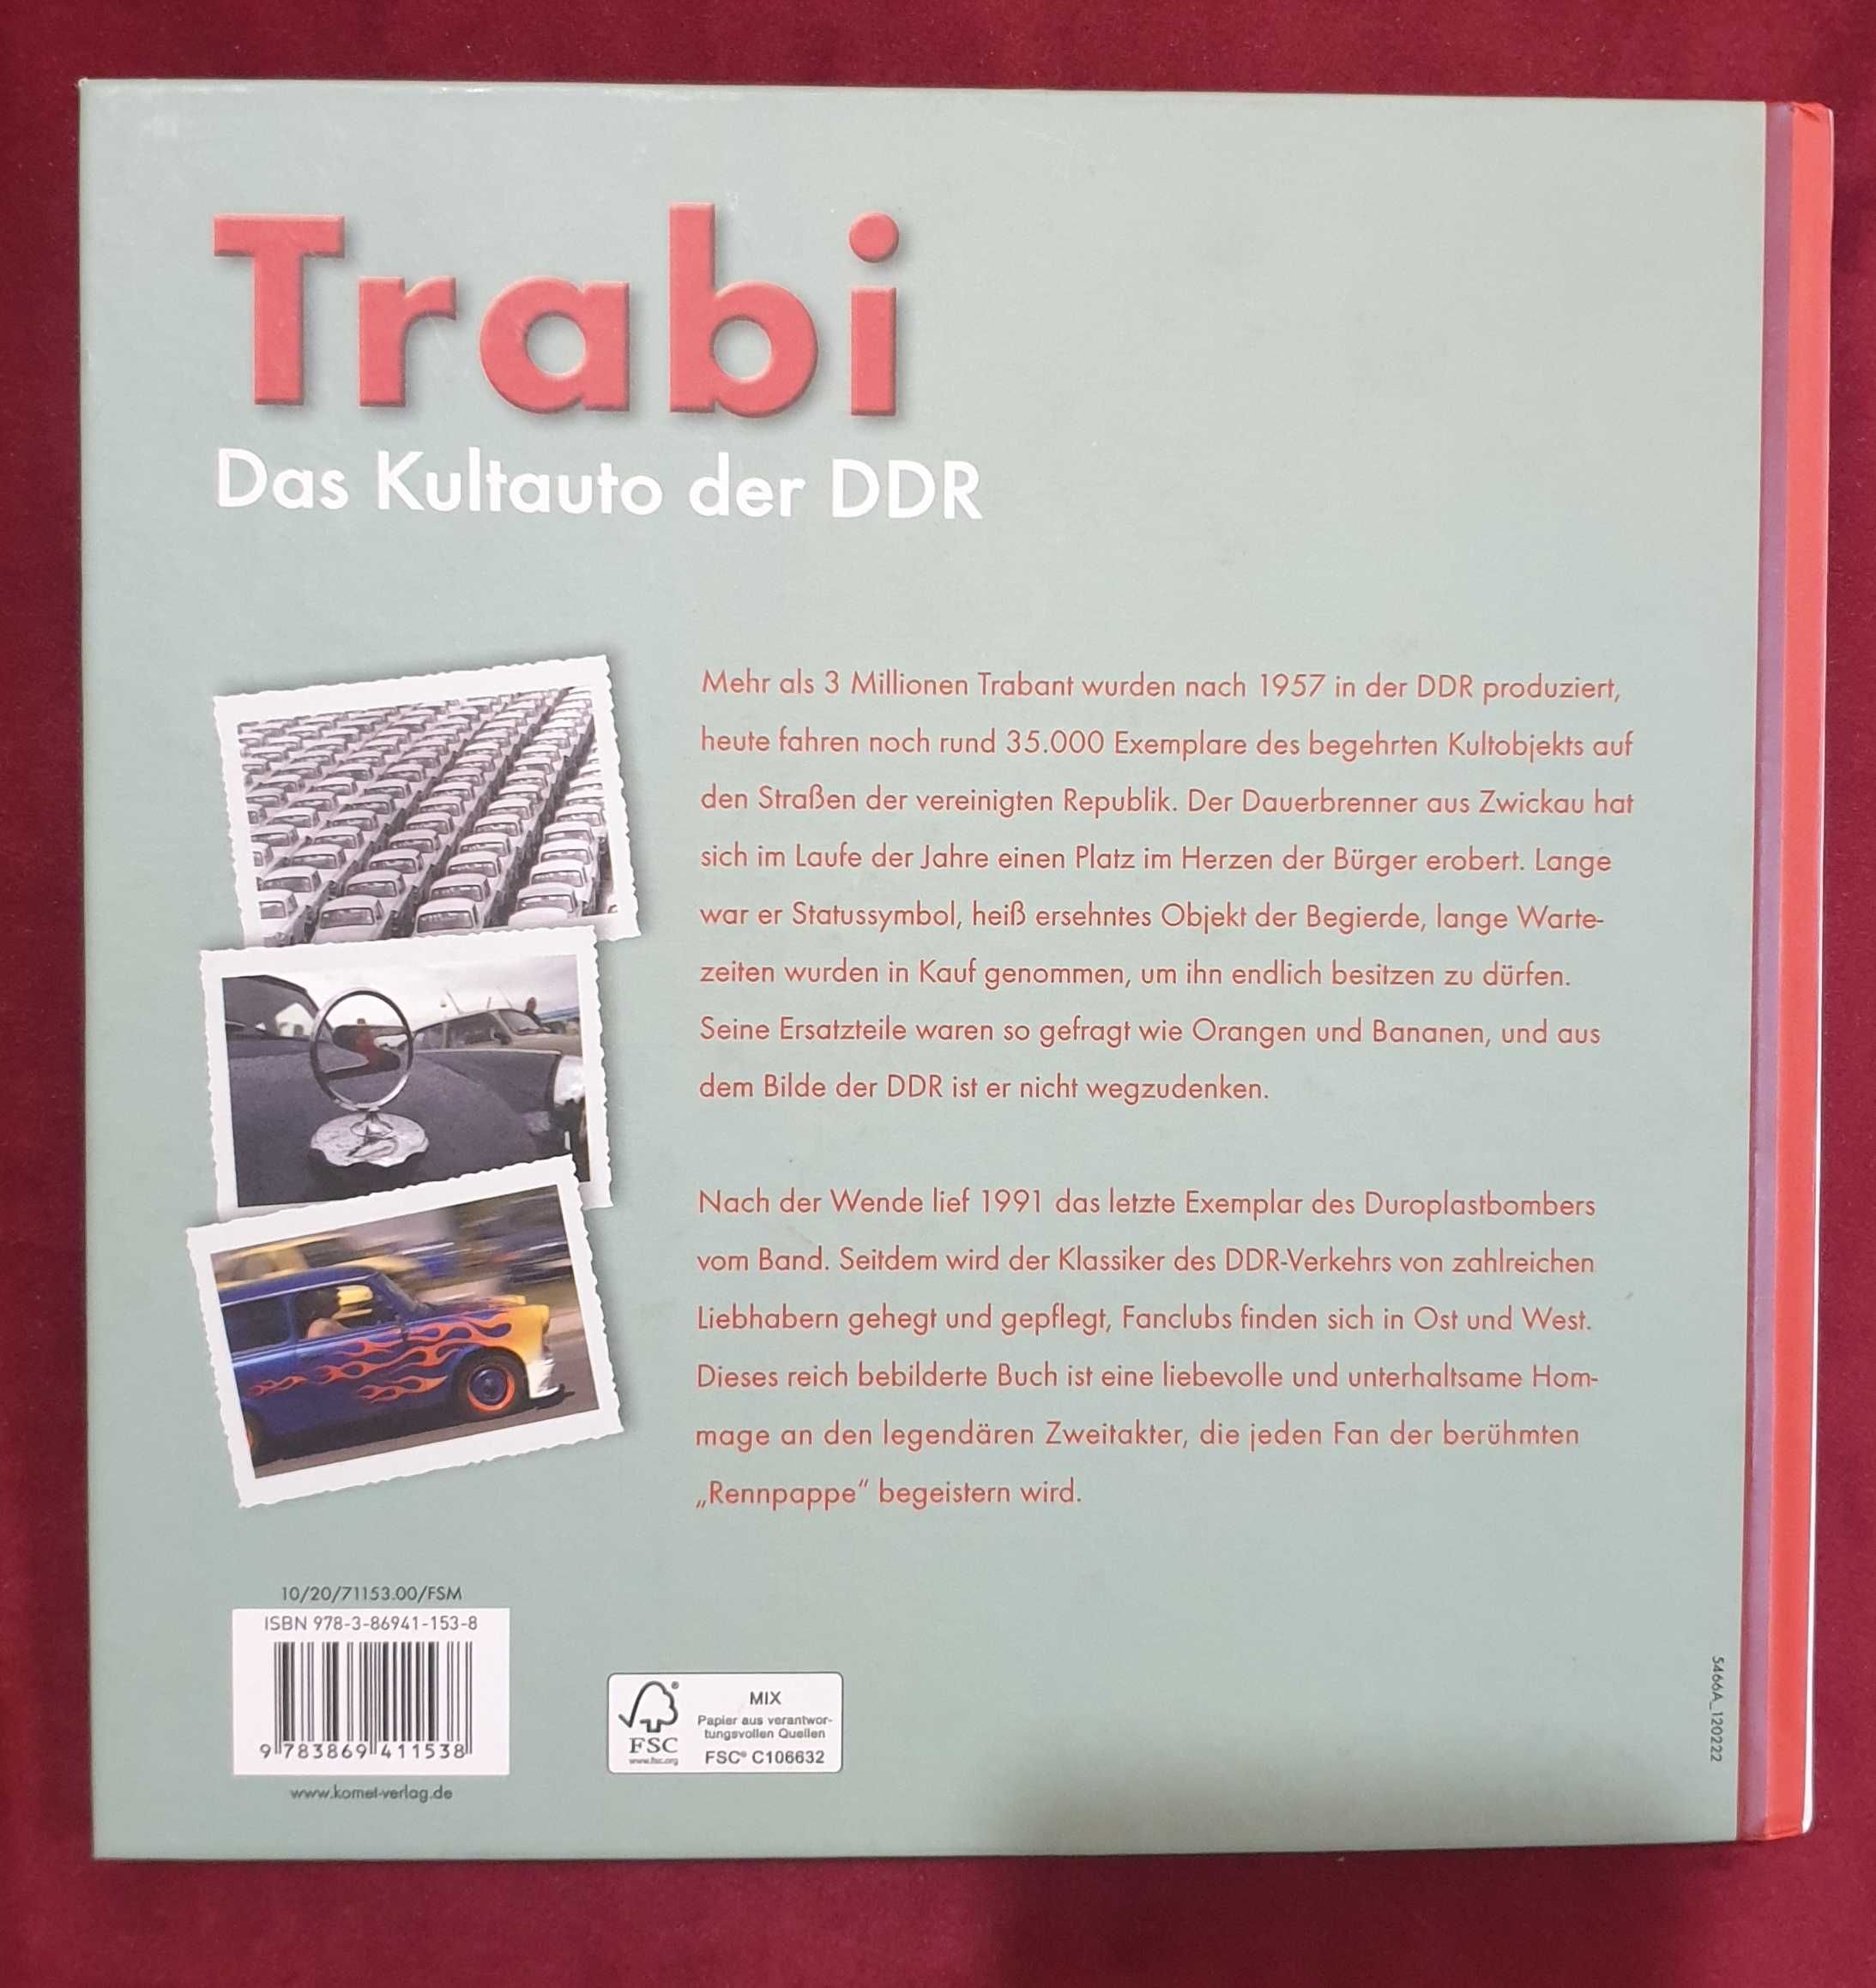 Trabi
Das Kultauto der DDR
Mehr als 3 Millionen Trabant wurden nach 1957 in der DDR produziert,
heute fahren noch rund 35.000 Exemplare des begehrten Kultobjekts auf
den Straßen der vereinigten Republik. Der Dauerbrenner aus Zwickau hat
sich im Laufe der Jahre einen Platz im Herzen der Bürger erobert. Lange
war er Statussymbol, heiß ersehntes Objekt der Begierde, lange Warte-
zeiten wurden in Kauf genommen, um ihn endlich besitzen zu dürfen.
Seine Ersatzteile waren so gefragt wie Orangen und Bananen, und aus
dem Bilde der DDR ist er nicht wegzudenken.
Nach der Wende lief 1991 das letzte Exemplar des Duroplastbombers
vom Band. Seitdem wird der Klassiker des DDR-Verkehrs von zahlreichen
Liebhabern gehegt und gepflegt, Fanclubs finden sich in Ost und West.
Dieses reich bebilderte Buch ist eine liebevolle und unterhaltsame Hom-
mage an den legendären Zweitakter, die jeden Fan der berühmten
„Rennpappe“ begeistern wird.
10/20/71153.00/FSM
ISBN 978-3-86941-153-8
9 783869 411538
www.komet-verlag.de
®
FSC
www.fsc.org
MIX
Papier aus verantwor-
tungsvollen Quellen
FSC® C106632
5466A_120222